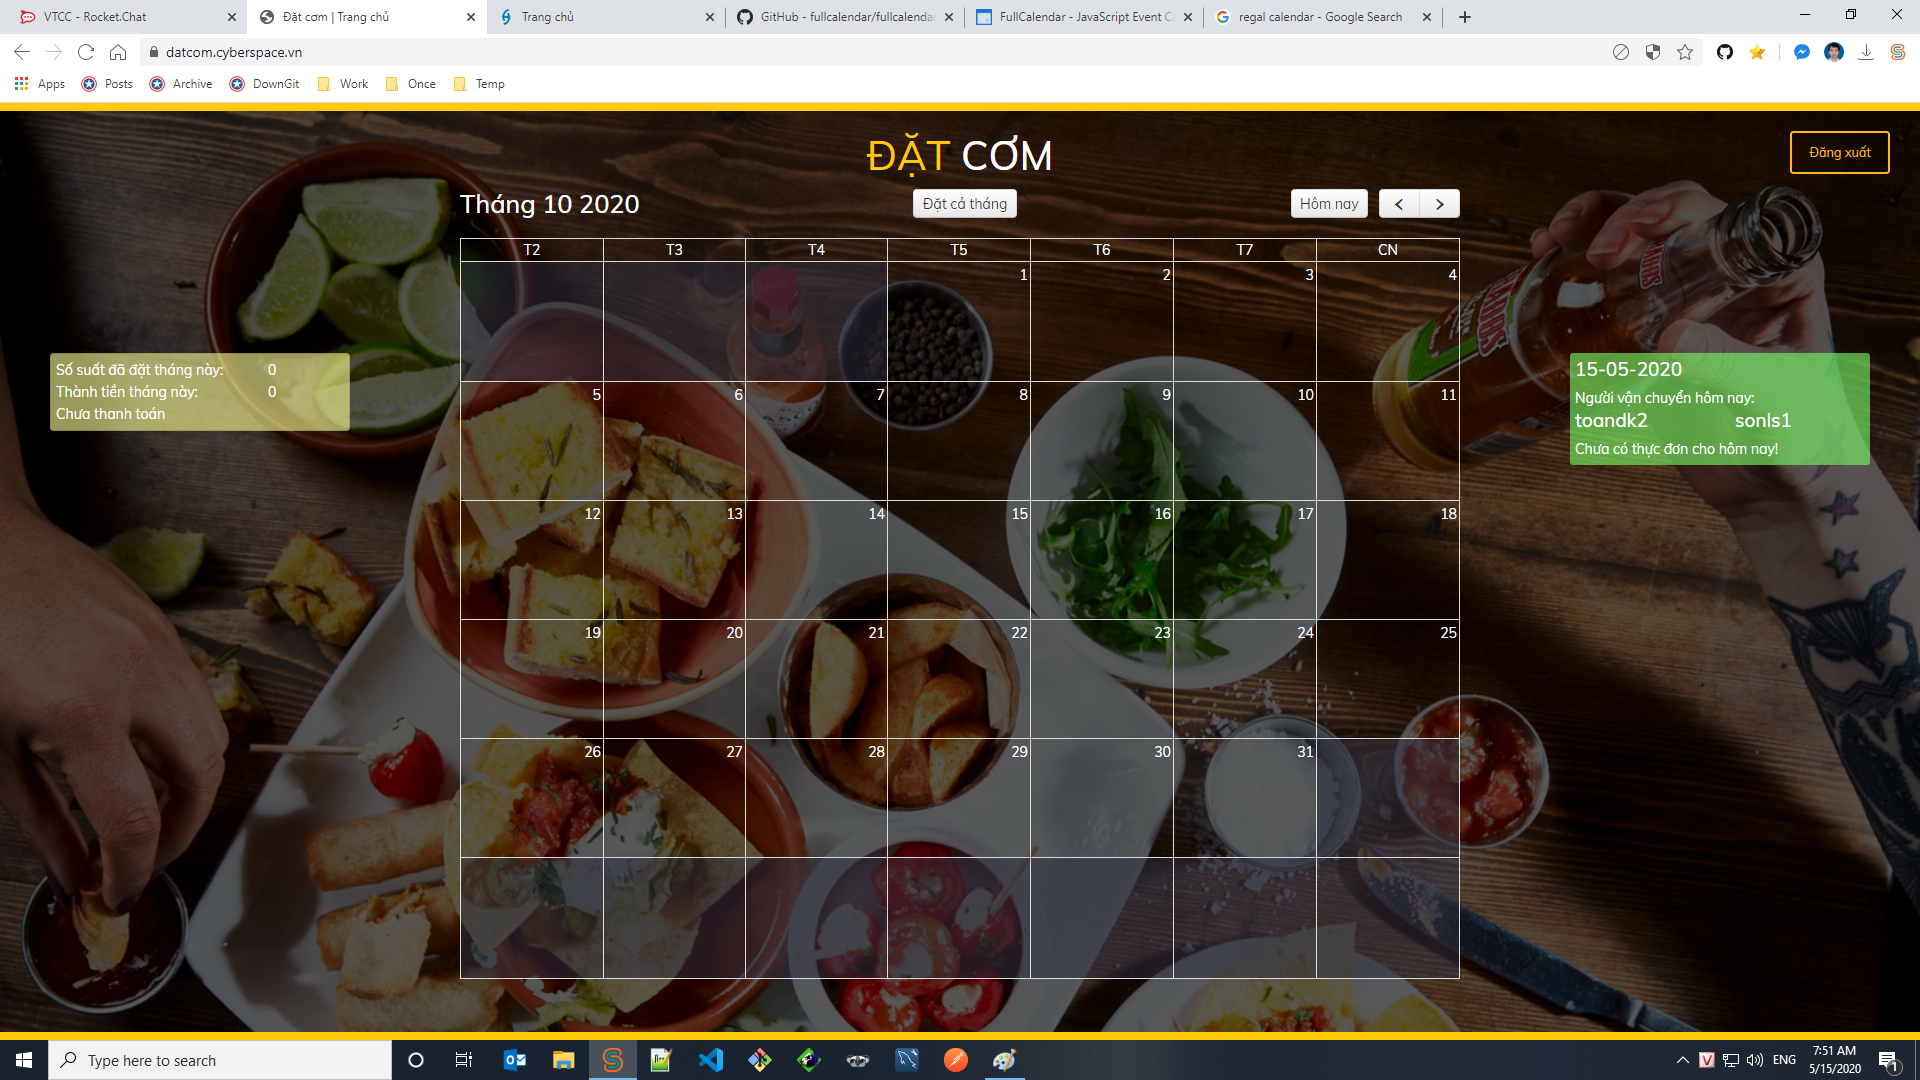 VTCC - Rocket.Chat
Đặt cơm | Trang chủ
Trang chủ
GitHub - fullcalendar/fullcalenda
FullCalendar - JavaScript Event C
regal calendar - Google Search
datcom.cyberspace.vn
Apps Posts Archive DownGit Work Once Temp
ĐẶT CƠM
Đăng xuất
Tháng 10 2020
Đặt cả tháng
Hôm nay
T2 T3 T4 T5 T6 T7 CN
1 2 3 4
5 6 7 8 9 10 11
12 13 14 15 16 17 18
19 20 21 22 23 24 25
26 27 28 29 30 31
Số suất đã đặt tháng này: 0
Thành tiền tháng này: 0
Chưa thanh toán
15-05-2020
Người vận chuyển hôm nay:
toandk2 sonls1
Chưa có thực đơn cho hôm nay!
Type here to search
ENG
7:51 AM
5/15/2020
1